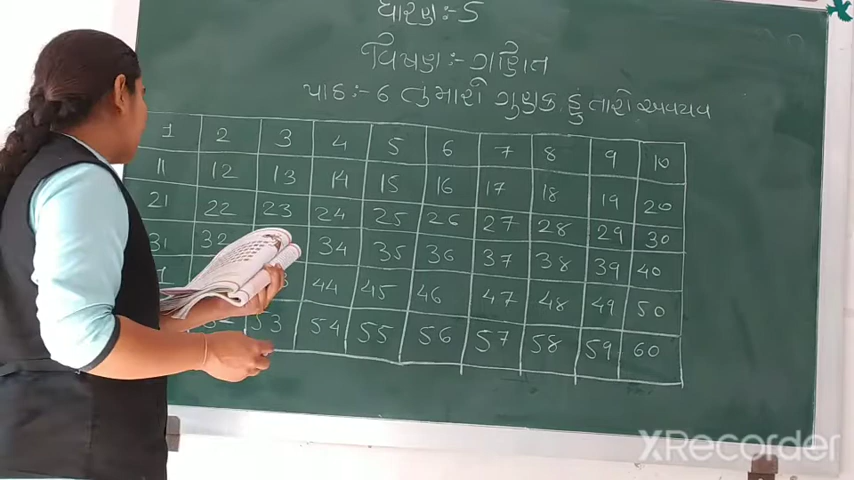 ધોરણ :- 5
વિષય :- ગણિત
પાઠ :- 6 હું તારો ગુણક તું મારો અવયવ
1 2 3 4 5 6 7 8 9 10
11 12 13 14 15 16 17 18 19 20
21 22 23 24 25 26 27 28 29 30
31 32 34 35 36 37 38 39 40
44 45 46 47 48 49 50
53 54 55 56 57 58 59 60
XRecorder